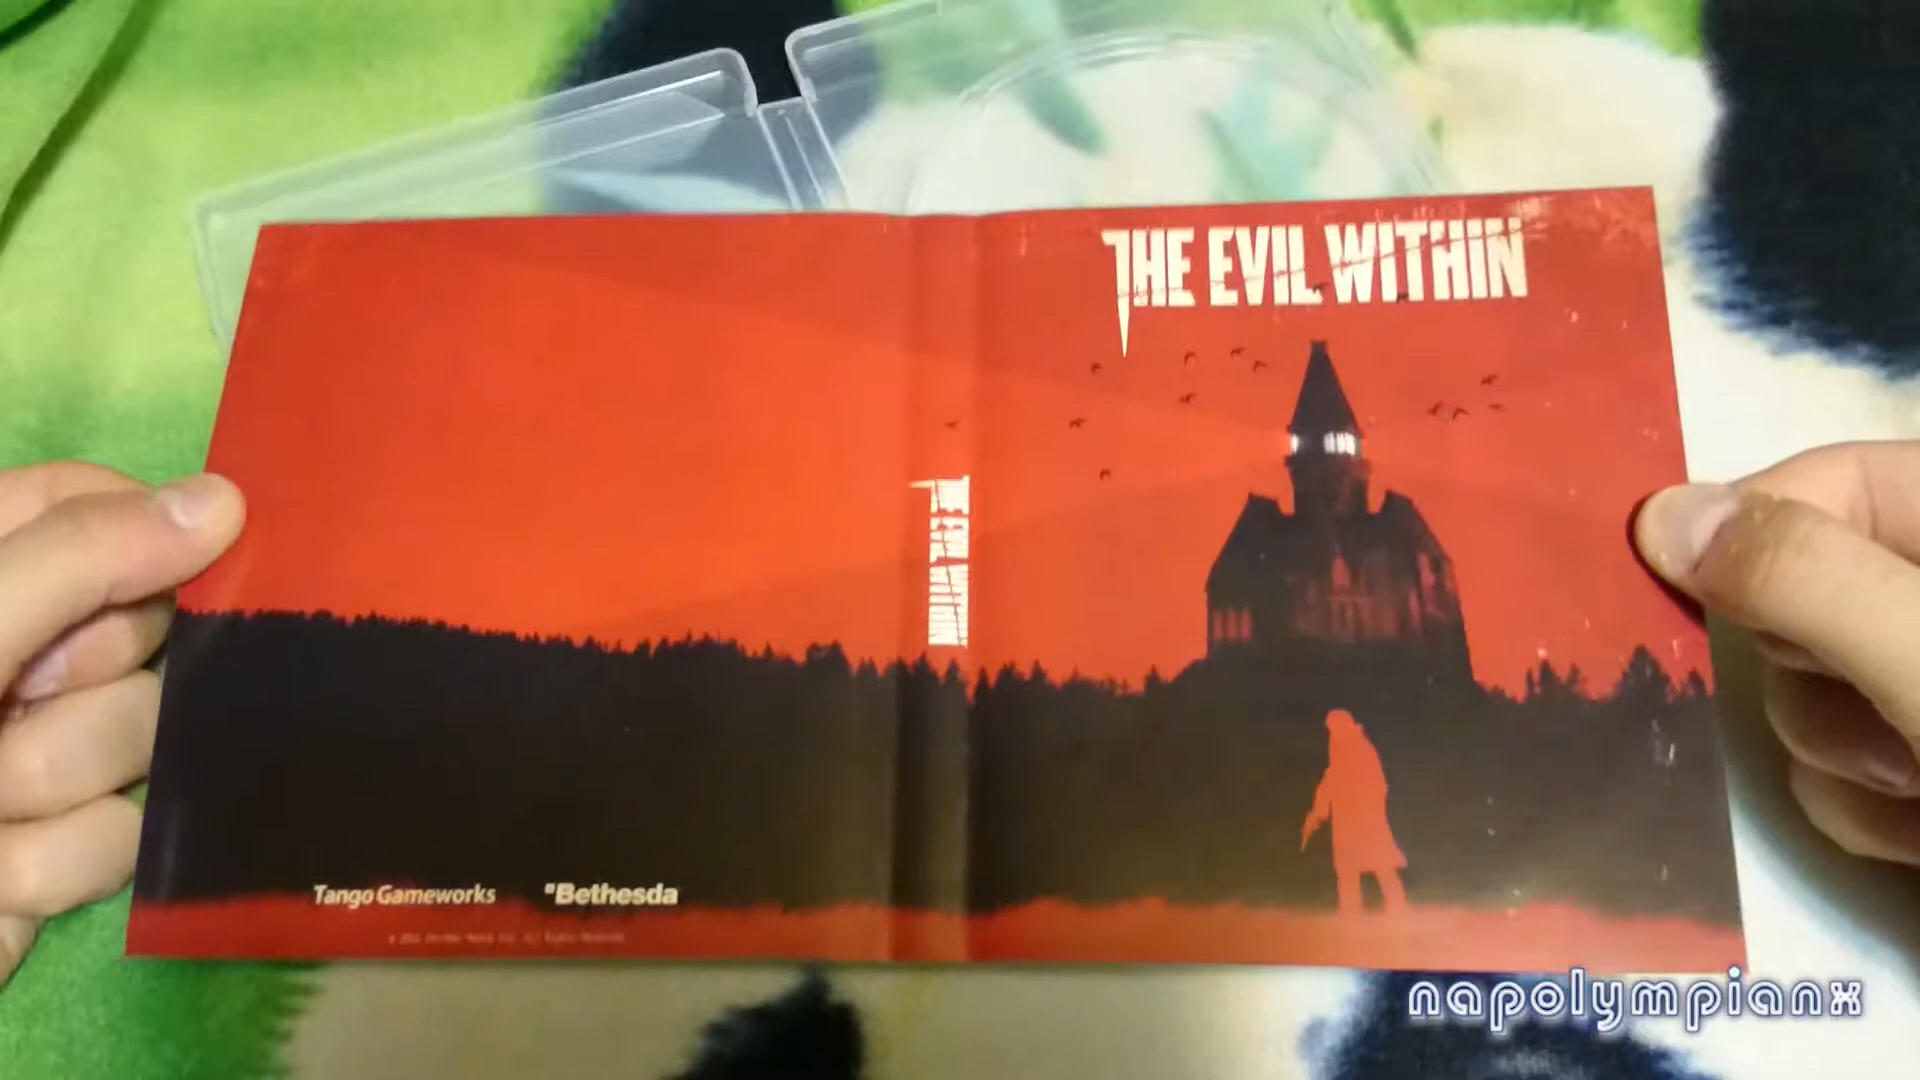 THE EVIL WITHIN
THE EVIL WITHIN
Tango Gameworks
Bethesda
napolympianx